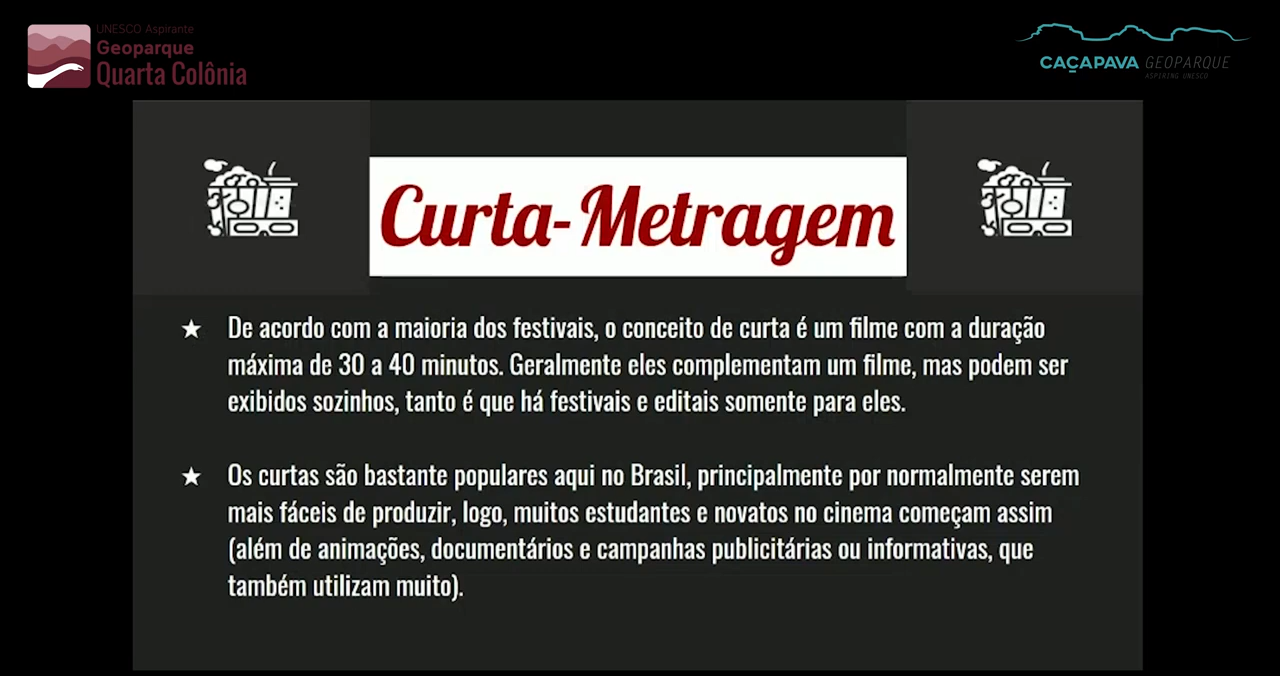 UNESCO Aspirante
Geoparque
Quarta Colônia
CAÇAPAVA GEOPARQUE
ASPIRING UNESCO
Curta-Metragem
★ De acordo com a maioria dos festivais, o conceito de curta é um filme com a duração
máxima de 30 a 40 minutos. Geralmente eles complementam um filme, mas podem ser
exibidos sozinhos, tanto é que há festivais e editais somente para eles.
★ Os curtas são bastante populares aqui no Brasil, principalmente por normalmente serem
mais fáceis de produzir, logo, muitos estudantes e novatos no cinema começam assim
(além de animações, documentários e campanhas publicitárias ou informativas, que
também utilizam muito).